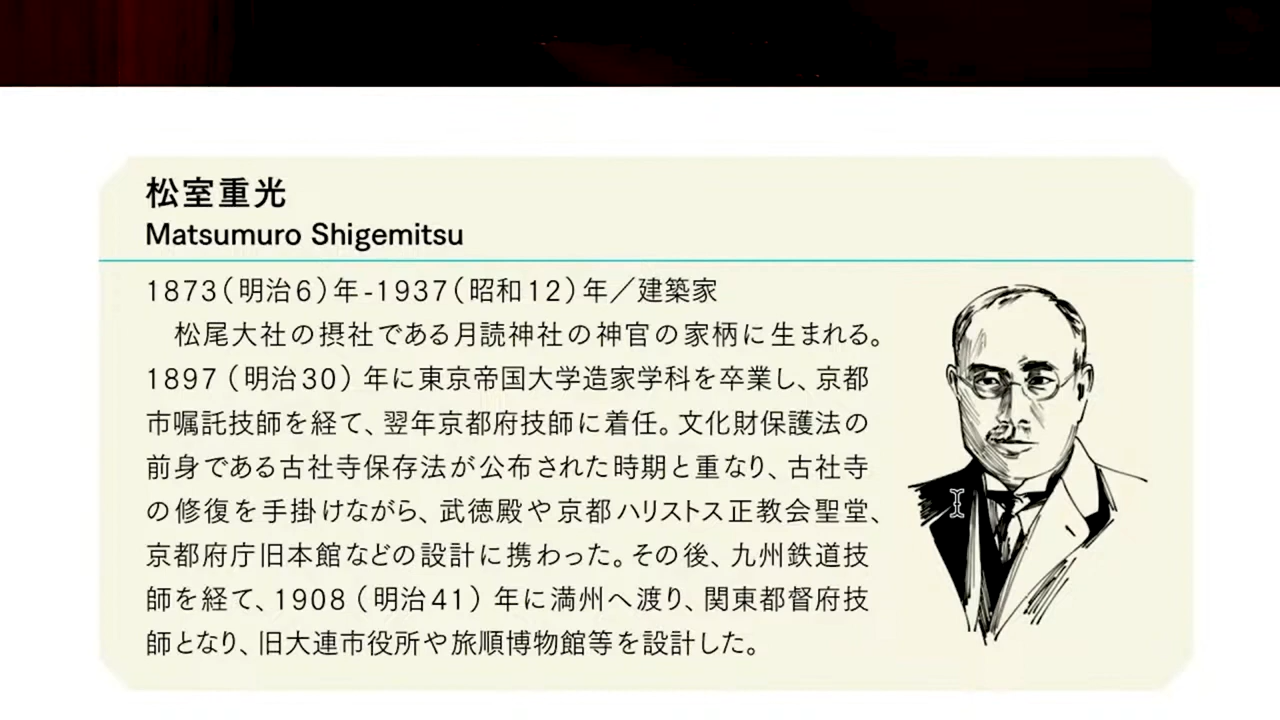 松室重光
Matsumuro Shigemitsu
1873(明治6)年-1937(昭和12)年／建築家
松尾大社の摂社である月読神社の神官の家柄に生まれる。
1897(明治30)年に東京帝国大学造家学科を卒業し、京都
市嘱託技師を経て、翌年京都府技師に着任。文化財保護法の
前身である古社寺保存法が公布された時期と重なり、古社寺
の修復を手掛けながら、武徳殿や京都ハリストス正教会聖堂、
京都府庁旧本館などの設計に携わった。その後、九州鉄道技
師を経て、1908(明治41)年に満州へ渡り、関東都督府技
師となり、旧大連市役所や旅順博物館等を設計した。